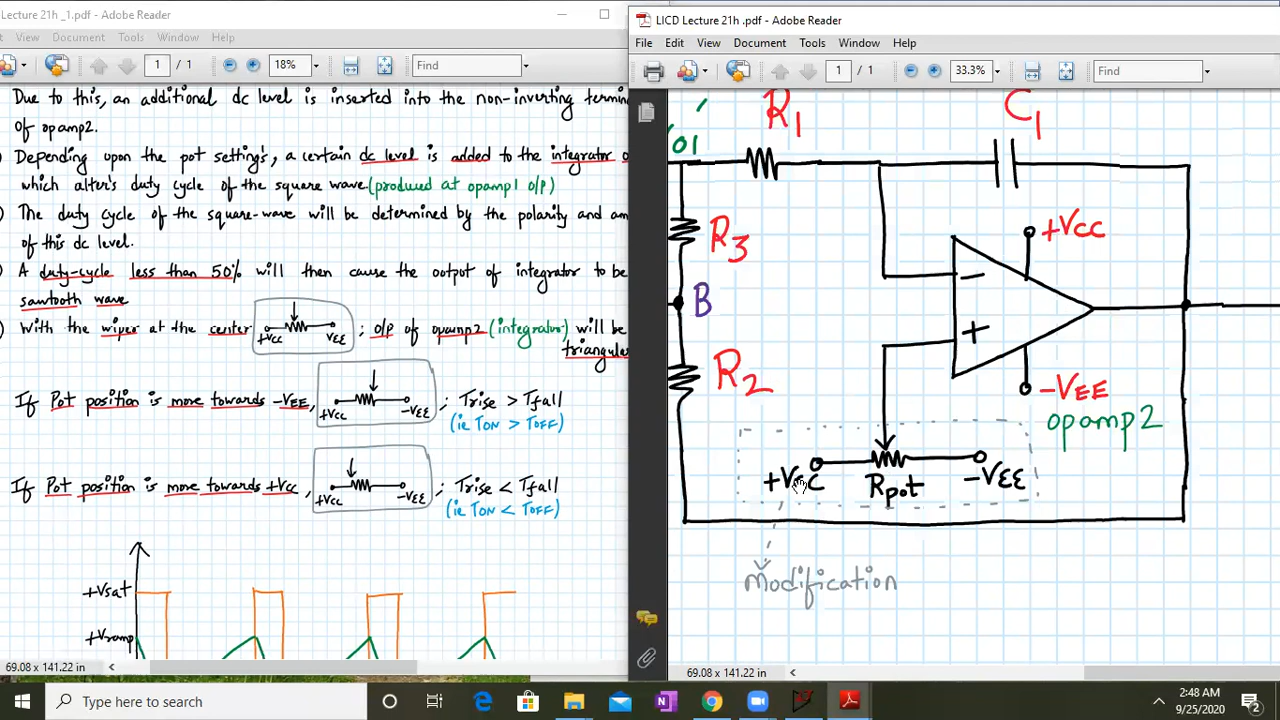 Lecture 21h _1.pdf - Adobe Reader
View Document Tools Window Help
1 / 1 18% Find
Due to this, an additional dc level is inserted into the non-inverting termin
of opamp2.
Depending upon the pot setting's, a certain dc level is added to the integrator o
which alter's duty cycle of the square wave (produced at opamp1 o/p)
The duty cycle of the square-wave will be determined by the polarity and am
of this dc level.
A duty-cycle less than 50% will then cause the output of integrator to be
sawtooth wave
With the wiper at the center +Vcc VEE ; o/p of opamp2 (integrator) will be
triangula
If Pot position is move towards -VEE, +Vcc -VEE ; Trise > Tfall
(ie TON > TOFF)
If Pot position is move towards +Vcc, +Vcc -VEE ; Trise < Tfall
(ie TON < TOFF)
+Vsat
+Vramp
69.08 x 141.22 in
LICD Lecture 21h .pdf - Adobe Reader
File Edit View Document Tools Window Help
1 / 1 33.3% Find
R1
C1
01
+VCC
R3
-
B
+
R2
-VEE
opamp2
+VCC Rpot -VEE
Modification
69.08 x 141.22 in
Type here to search
2:48 AM
9/25/2020
2